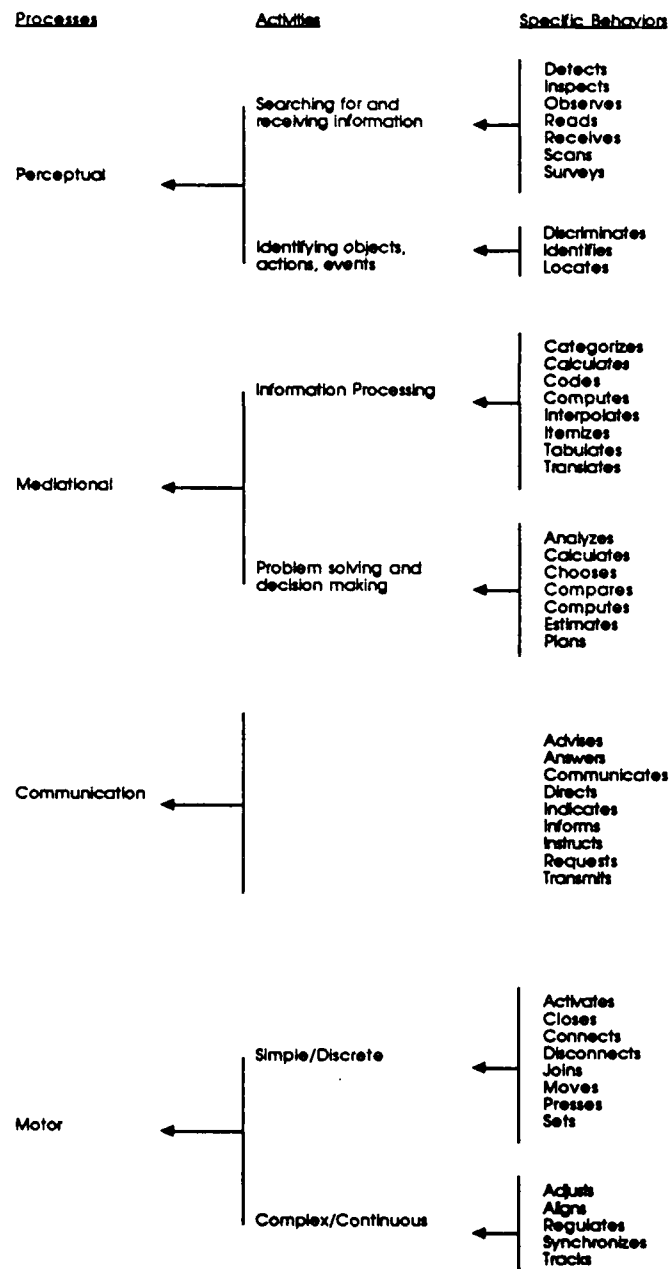 Processes Activities Specific Behaviors
Detects
Inspects
Searching for and Observes
receiving information Reads
Receives
Perceptual Scans
Surveys
Discriminates
Identifying objects, Identifies
actions, events Locates
Categorizes
Calculates
Information Processing Codes
Computes
Interpolates
Itemizes
Tabulates
Mediational Translates
Analyzes
Problem solving and Calculates
decision making Chooses
Compares
Computes
Estimates
Plans
Advises
Answers
Communicates
Communication Directs
Indicates
Informs
Instructs
Requests
Transmits
Activates
Closes
Connects
Simple/Discrete Disconnects
Joins
Moves
Presses
Motor Sets
Adjusts
Aligns
Complex/Continuous Regulates
Synchronizes
Tracks